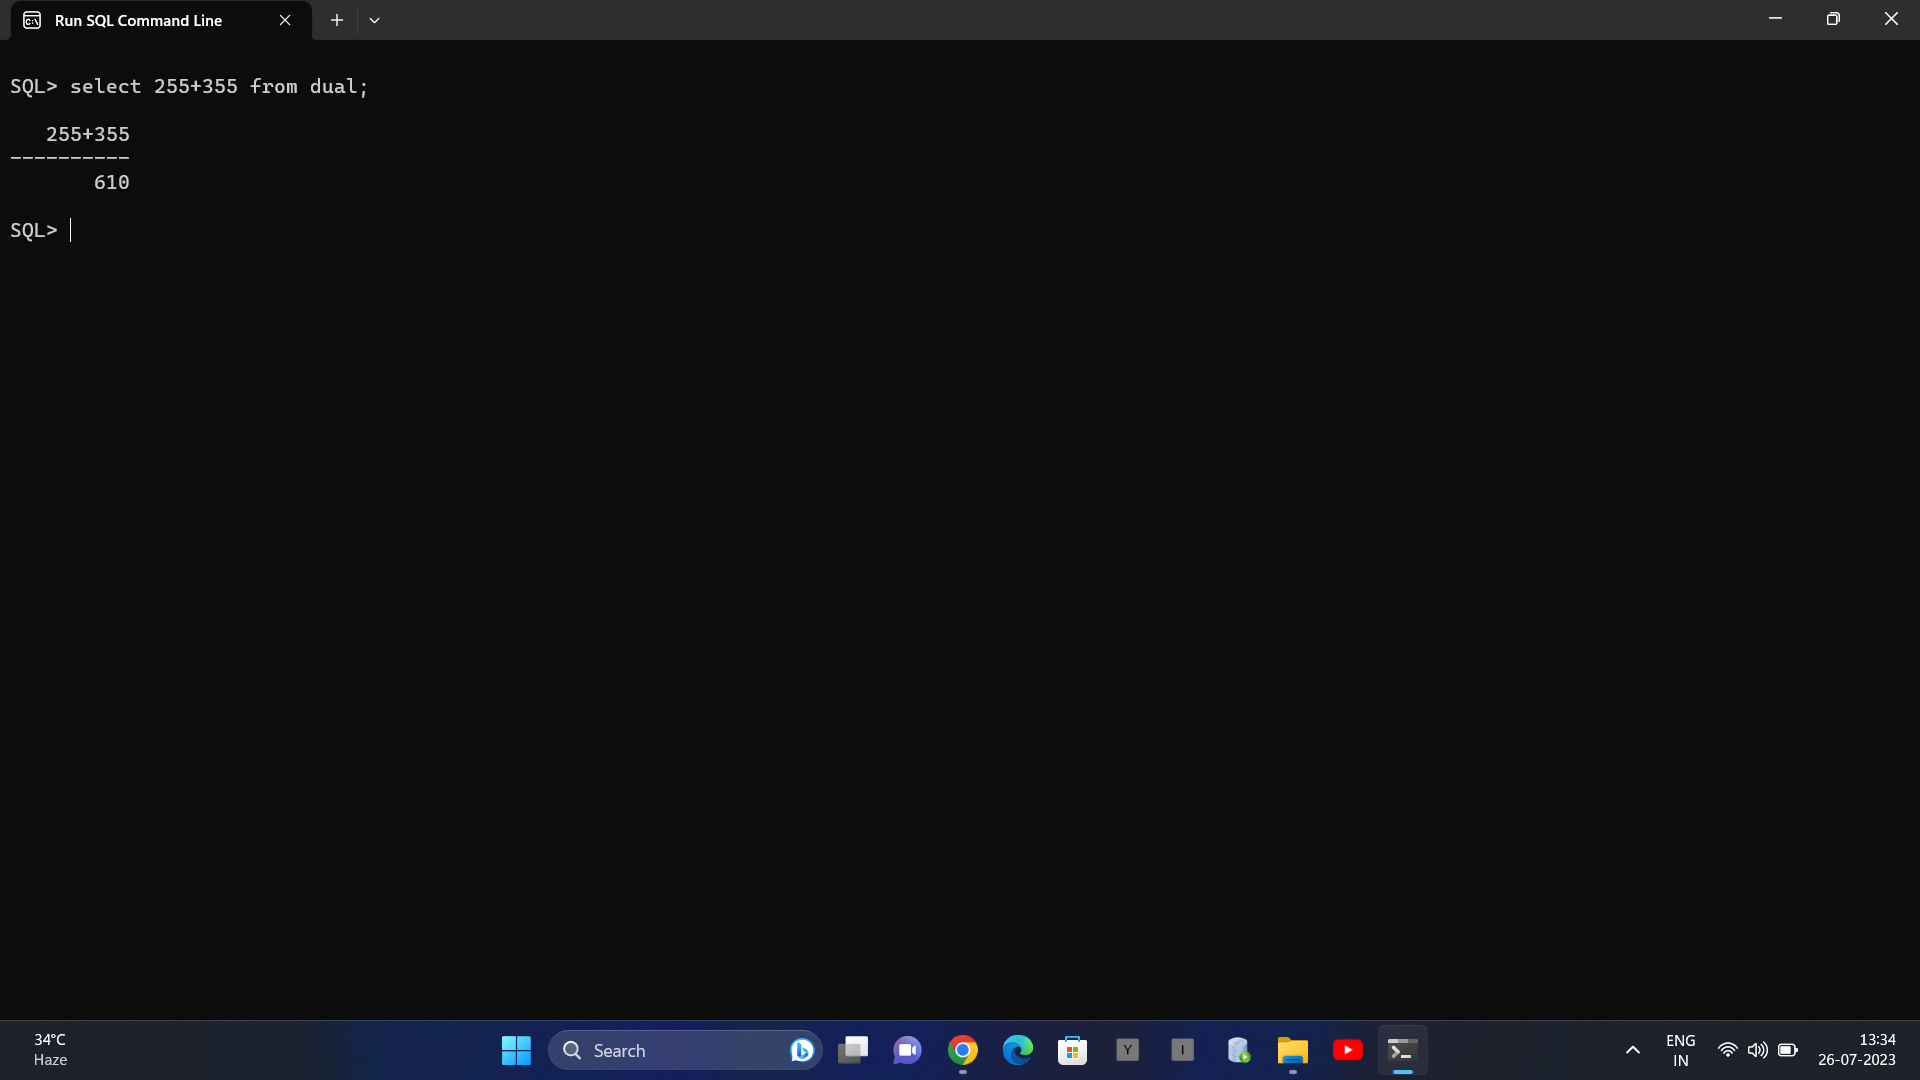 Run SQL Command Line
SQL> select 255+355 from dual;
255+355
----------
610
SQL>
34°C
Haze
Search
Y
I
ENG
IN
13:34
26-07-2023